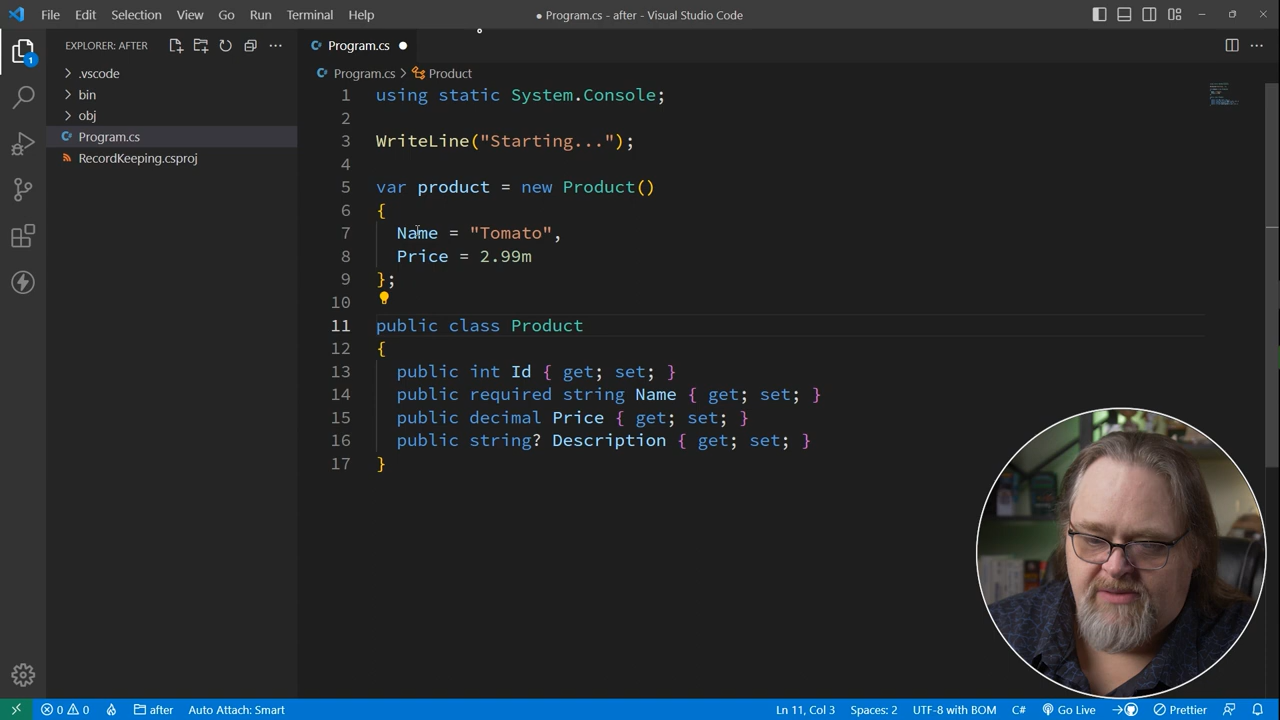 File Edit Selection View Go Run Terminal Help
● Program.cs - after - Visual Studio Code
EXPLORER: AFTER
Program.cs ●
1
.vscode
bin
obj
Program.cs
RecordKeeping.csproj
Program.cs > Product
1 using static System.Console;
2
3 WriteLine("Starting...");
4
5 var product = new Product()
6 {
7 Name = "Tomato",
8 Price = 2.99m
9 };
10
11 public class Product
12 {
13 public int Id { get; set; }
14 public required string Name { get; set; }
15 public decimal Price { get; set; }
16 public string? Description { get; set; }
17 }
0 0 after Auto Attach: Smart Ln 11, Col 3 Spaces: 2 UTF-8 with BOM C# Go Live Prettier